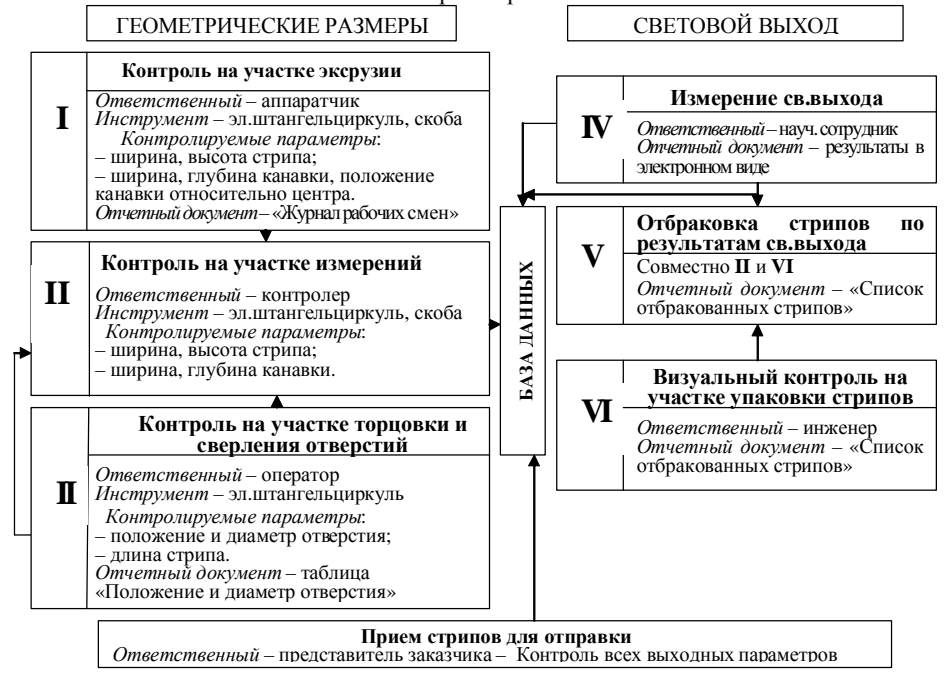 ГЕОМЕТРИЧЕСКИЕ РАЗМЕРЫ
I
Контроль на участке эксрузии
Ответственный – аппаратчик
Инструмент – эл.штангельциркуль, скоба
Контролируемые параметры:
– ширина, высота стрипа;
– ширина, глубина канавки, положение
канавки относительно центра.
Отчетный документ – «Журнал рабочих смен»
II
Контроль на участке измерений
Ответственный – контролер
Инструмент – эл.штангельциркуль, скоба
Контролируемые параметры:
– ширина, высота стрипа;
– ширина, глубина канавки.
II
Контроль на участке торцовки и
сверления отверстий
Ответственный – оператор
Инструмент – эл.штангельциркуль
Контролируемые параметры:
– положение и диаметр отверстия;
– длина стрипа.
Отчетный документ – таблица
«Положение и диаметр отверстия»
БАЗА ДАННЫХ
СВЕТОВОЙ ВЫХОД
IV
Измерение св.выхода
Ответственный – науч. сотрудник
Отчетный документ – результаты в
электронном виде
V
Отбраковка стрипов по
результатам св.выхода
Совместно II и VI
Отчетный документ – «Список
отбракованных стрипов»
VI
Визуальный контроль на
участке упаковки стрипов
Ответственный – инженер
Отчетный документ – «Список
отбракованных стрипов»
Прием стрипов для отправки
Ответственный – представитель заказчика – Контроль всех выходных параметров